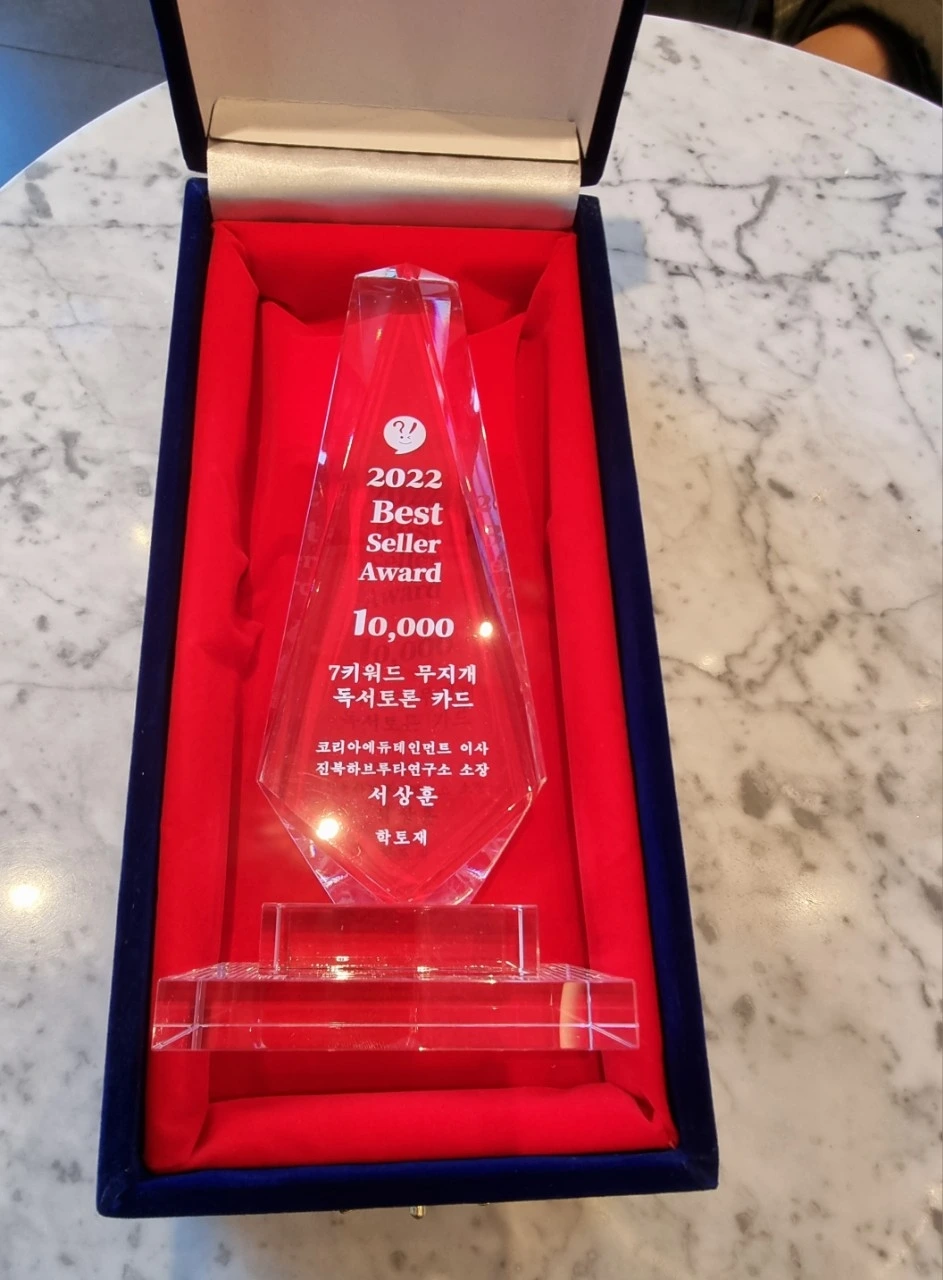 ?!
2022
Best
Seller
Award
10,000
7키워드 무지개
독서토론 카드
코리아에듀테인먼트 이사
진북하브루타연구소 소장
서상훈
학토재